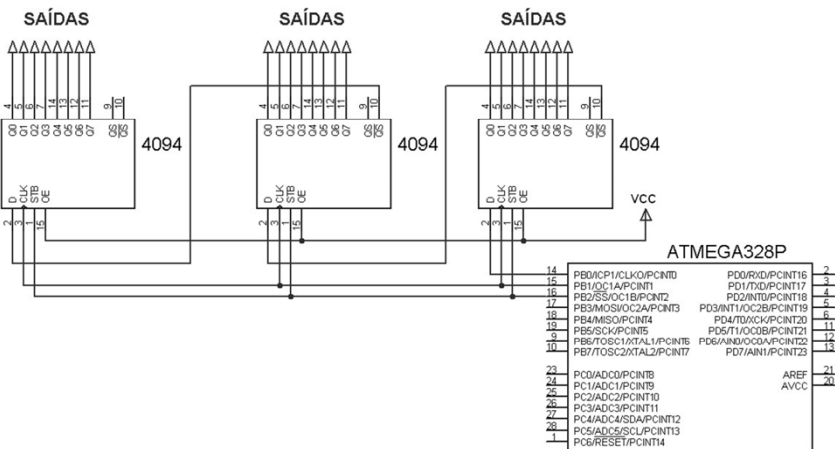 SAÍDAS
SAÍDAS
SAÍDAS
4 5 6 7 14 13 12 11 9 10
4 5 6 7 14 13 12 11 9 10
4 5 6 7 14 13 12 11 9 10
Q0 Q1 Q2 Q3 Q4 Q5 Q6 Q7 QS QS
4094
Q0 Q1 Q2 Q3 Q4 Q5 Q6 Q7 QS QS
4094
Q0 Q1 Q2 Q3 Q4 Q5 Q6 Q7 QS QS
4094
D CLK STB OE
D CLK STB OE
D CLK STB OE
2 3 1 15
2 3 1 15
2 3 1 15
VCC
ATMEGA328P
14 PB0/ICP1/CLKO/PCINT0 PD0/RXD/PCINT16 2
15 PB1/OC1A/PCINT1 PD1/TXD/PCINT17 3
16 PB2/SS/OC1B/PCINT2 PD2/INT0/PCINT18 4
17 PB3/MOSI/OC2A/PCINT3 PD3/INT1/OC2B/PCINT19 5
18 PB4/MISO/PCINT4 PD4/T0/XCK/PCINT20 6
19 PB5/SCK/PCINT5 PD5/T1/OC0B/PCINT21 11
9 PB6/TOSC1/XTAL1/PCINT6 PD6/AIN0/OC0A/PCINT22 12
10 PB7/TOSC2/XTAL2/PCINT7 PD7/AIN1/PCINT23 13
23 PC0/ADC0/PCINT8 AREF 21
24 PC1/ADC1/PCINT9 AVCC 20
25 PC2/ADC2/PCINT10
26 PC3/ADC3/PCINT11
27 PC4/ADC4/SDA/PCINT12
28 PC5/ADC5/SCL/PCINT13
1 PC6/RESET/PCINT14